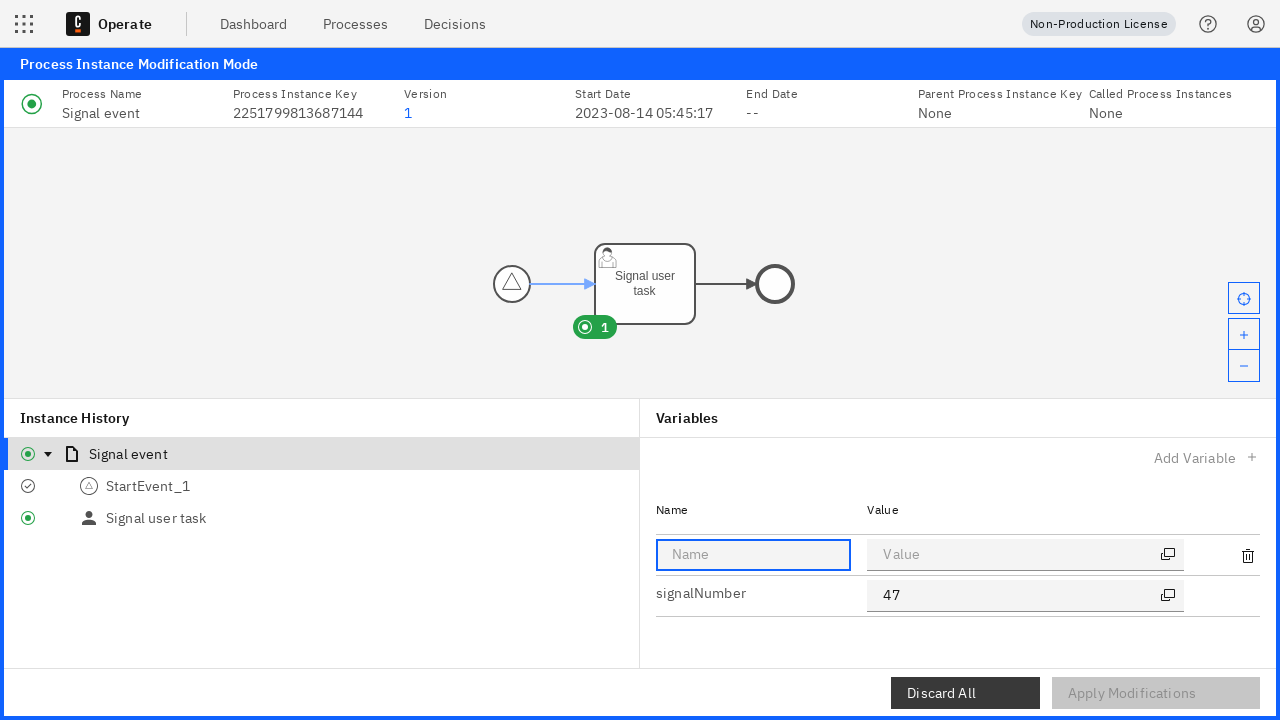 Operate
Dashboard
Processes
Decisions
Non-Production License
Process Instance Modification Mode
Process Name
Process Instance Key
Version
Start Date
End Date
Parent Process Instance Key
Called Process Instances
Signal event
2251799813687144
1
2023-08-14 05:45:17
--
None
None
Signal user
task
1
Instance History
Variables
Signal event
StartEvent_1
Signal user task
Add Variable
Name
Value
Name
Value
signalNumber
47
Discard All
Apply Modifications